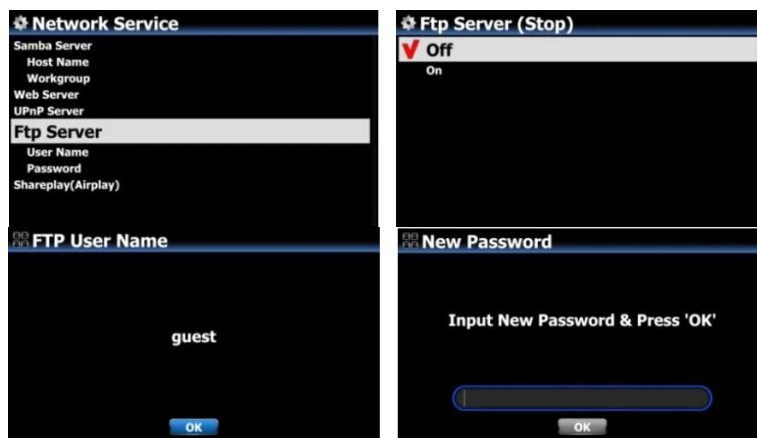 Network Service
Samba Server
Host Name
Workgroup
Web Server
UPnP Server
Ftp Server
User Name
Password
Shareplay(Airplay)
Ftp Server (Stop)
Off
On
FTP User Name
guest
OK
New Password
Input New Password & Press 'OK'
OK